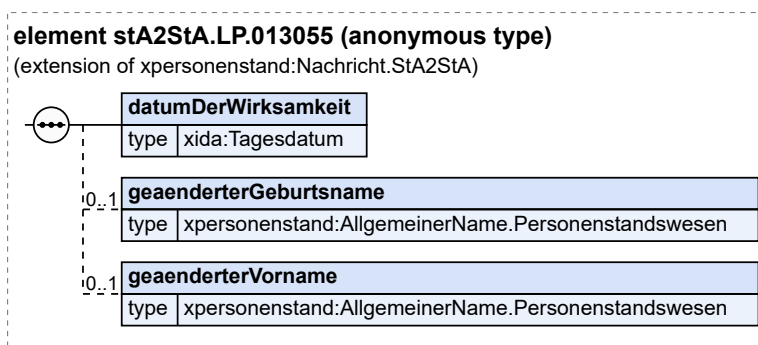 element stA2StA.LP.013055 (anonymous type)
(extension of xpersonenstand:Nachricht.StA2StA)
datumDerWirksamkeit
type xida:Tagesdatum
0..1 geaenderterGeburtsname
type xpersonenstand:AllgemeinerName.Personenstandswesen
0..1 geaenderterVorname
type xpersonenstand:AllgemeinerName.Personenstandswesen